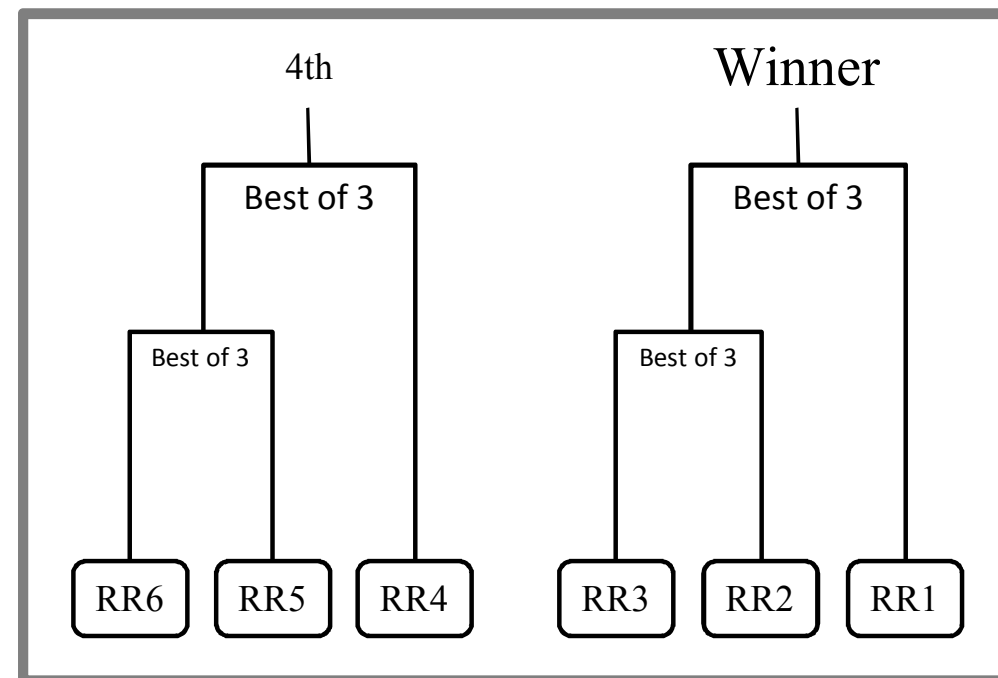 4th
Winner
Best of 3
Best of 3
Best of 3
Best of 3
RR6
RR5
RR4
RR3
RR2
RR1